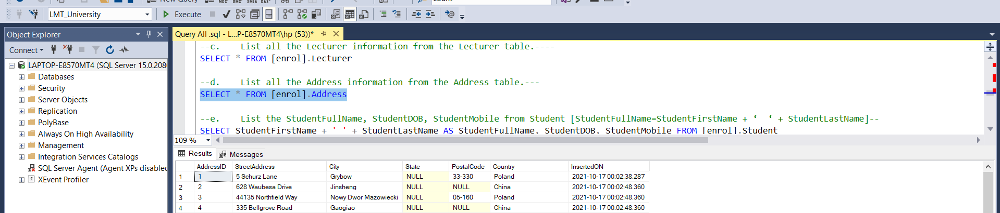 count
LMT_University
Execute
Object Explorer
Connect
LAPTOP-E8570MT4 (SQL Server 15.0.208
Databases
Security
Server Objects
Replication
PolyBase
Always On High Availability
Management
Integration Services Catalogs
SQL Server Agent (Agent XPs disable
XEvent Profiler
Query All .sql - L...P-E8570MT4\hp (53))*
--c.    List all the Lecturer information from the Lecturer table.----
SELECT * FROM [enrol].Lecturer
--d.    List all the Address information from the Address table.---
SELECT * FROM [enrol].Address
--e.    List the StudentFullName, StudentDOB, StudentMobile from Student [StudentFullName=StudentFirstName + ‘  ‘ + StudentLastName]--
SELECT StudentFirstName + ' ' + StudentLastName AS StudentFullName, StudentDOB, StudentMobile FROM [enrol].Student
109 %
Results Messages
AddressID StreetAddress City State PostalCode Country InsertedON
1 1 5 Schurz Lane Grybow NULL 33-330 Poland 2021-10-17 00:02:38.287
2 2 628 Waubesa Drive Jinsheng NULL NULL China 2021-10-17 00:02:48.360
3 3 44135 Northfield Way Nowy Dwor Mazowiecki NULL 05-160 Poland 2021-10-17 00:02:48.360
4 4 335 Bellgrove Road Gaogiao NULL NULL China 2021-10-17 00:02:48.360